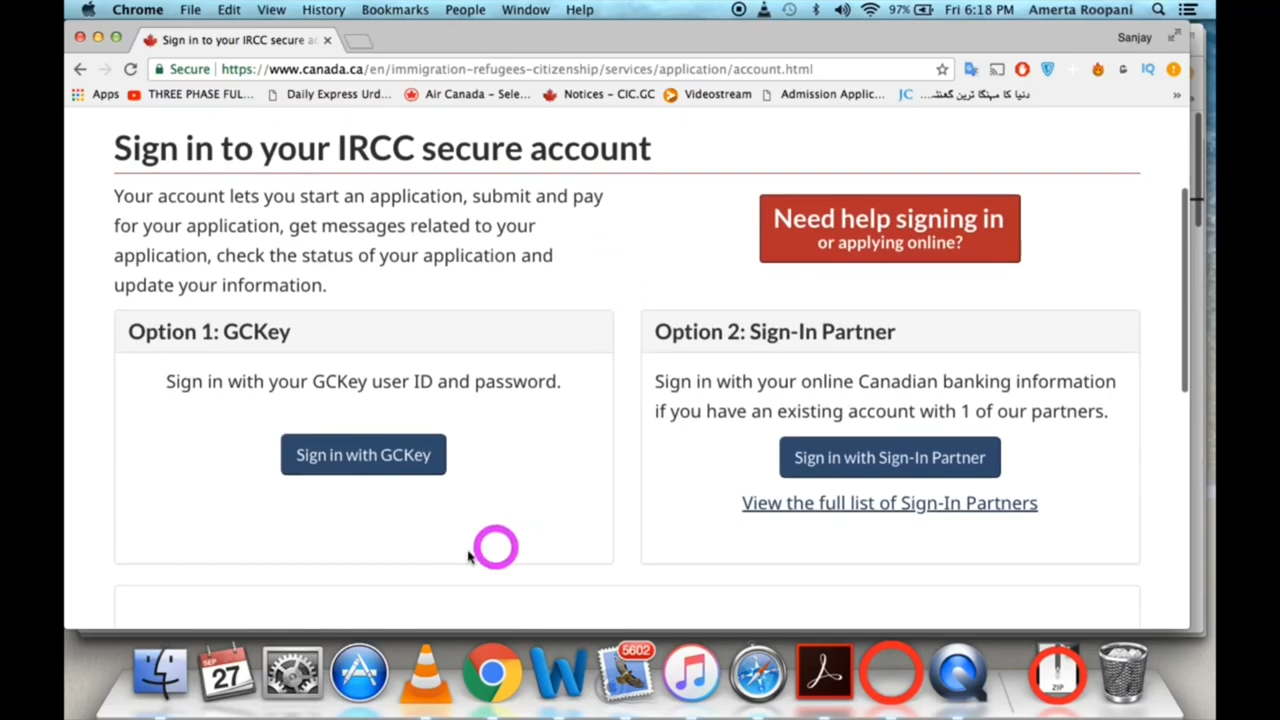 Chrome File Edit View History Bookmarks People Window Help 97% Fri 6:18 PM Amerta Roopani
Sign in to your IRCC secure ac Sanjay
Secure https://www.canada.ca/en/immigration-refugees-citizenship/services/application/account.html IQ
Apps THREE PHASE FUL... Daily Express Urd... Air Canada - Sele... Notices - CIC.GC Videostream Admission Applic... JC دنیا کا مہنگا ترین گھنٹہ... »
Sign in to your IRCC secure account
Your account lets you start an application, submit and pay
for your application, get messages related to your
application, check the status of your application and
update your information.
Need help signing in
or applying online?
Option 1: GCKey
Sign in with your GCKey user ID and password.
Sign in with GCKey
Option 2: Sign-In Partner
Sign in with your online Canadian banking information
if you have an existing account with 1 of our partners.
Sign in with Sign-In Partner
View the full list of Sign-In Partners
SEP
27
5602
ZIP